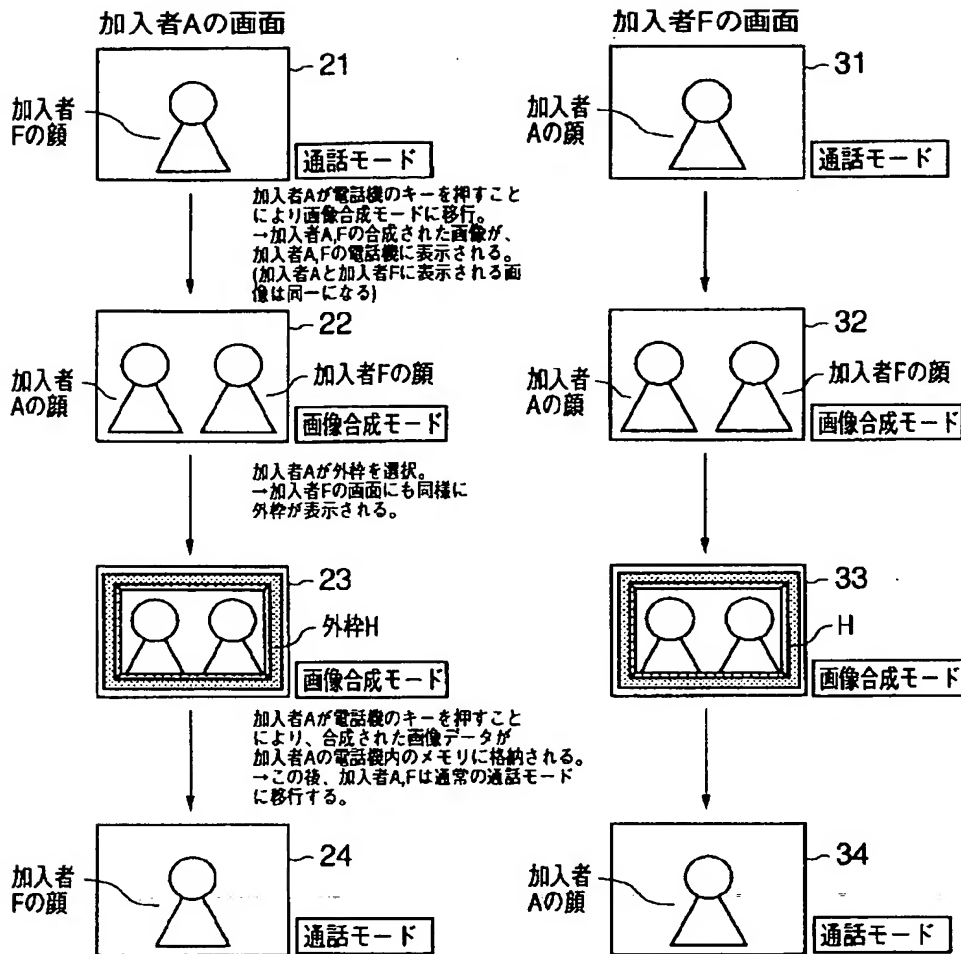 加入者Aの画面
加入者Fの画面
21
31
加入者
Fの顔
加入者
Aの顔
通話モード
通話モード
加入者Aが電話機のキーを押すこと
により画像合成モードに移行。
→加入者A,Fの合成された画像が、
加入者A,Fの電話機に表示される。
(加入者Aと加入者Fに表示される画
像は同一になる)
22
32
加入者
Aの顔
加入者Fの顔
加入者
Aの顔
加入者Fの顔
画像合成モード
画像合成モード
加入者Aが外枠を選択。
→加入者Fの画面にも同様に
外枠が表示される。
23
33
外枠H
H
画像合成モード
画像合成モード
加入者Aが電話機のキーを押すこと
により、合成された画像データが
加入者Aの電話機内のメモリに格納される。
→この後、加入者A,Fは通常の通話モード
に移行する。
24
34
加入者
Fの顔
加入者
Aの顔
通話モード
通話モード